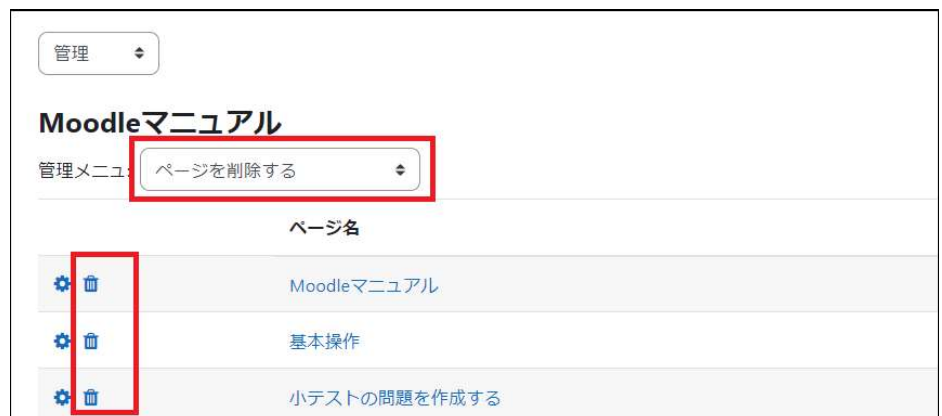 管理
Moodleマニュアル
管理メニュ: ページを削除する
ページ名
Moodleマニュアル
基本操作
小テストの問題を作成する